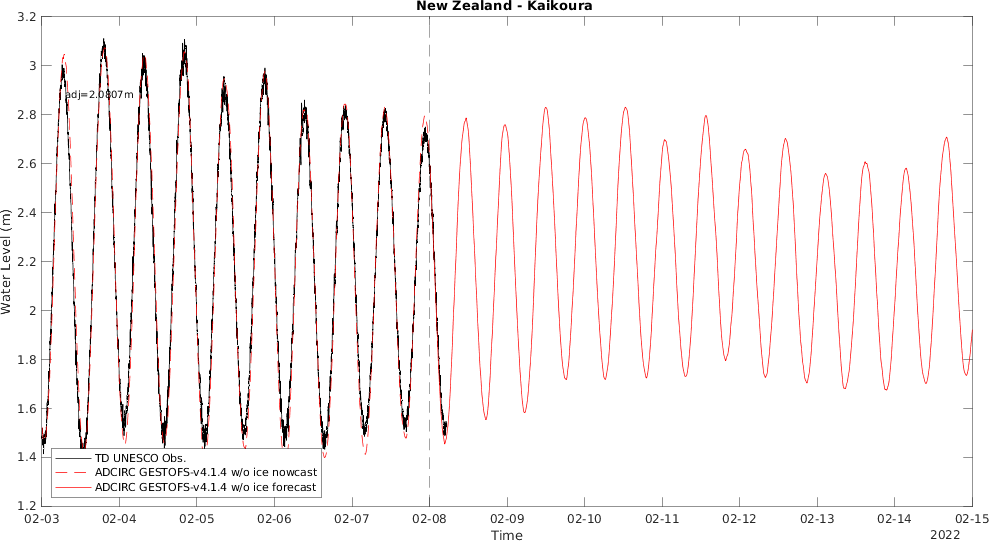 New Zealand - Kaikoura
3.2
3
2.8
2.6
2.4
2.2
2
1.8
1.6
1.4
1.2
Water Level (m)
adj=2.0807m
TD UNESCO Obs.
ADCIRC GESTOFS-v4.1.4 w/o ice nowcast
ADCIRC GESTOFS-v4.1.4 w/o ice forecast
02-03 02-04 02-05 02-06 02-07 02-08 02-09 02-10 02-11 02-12 02-13 02-14 02-15
Time
2022